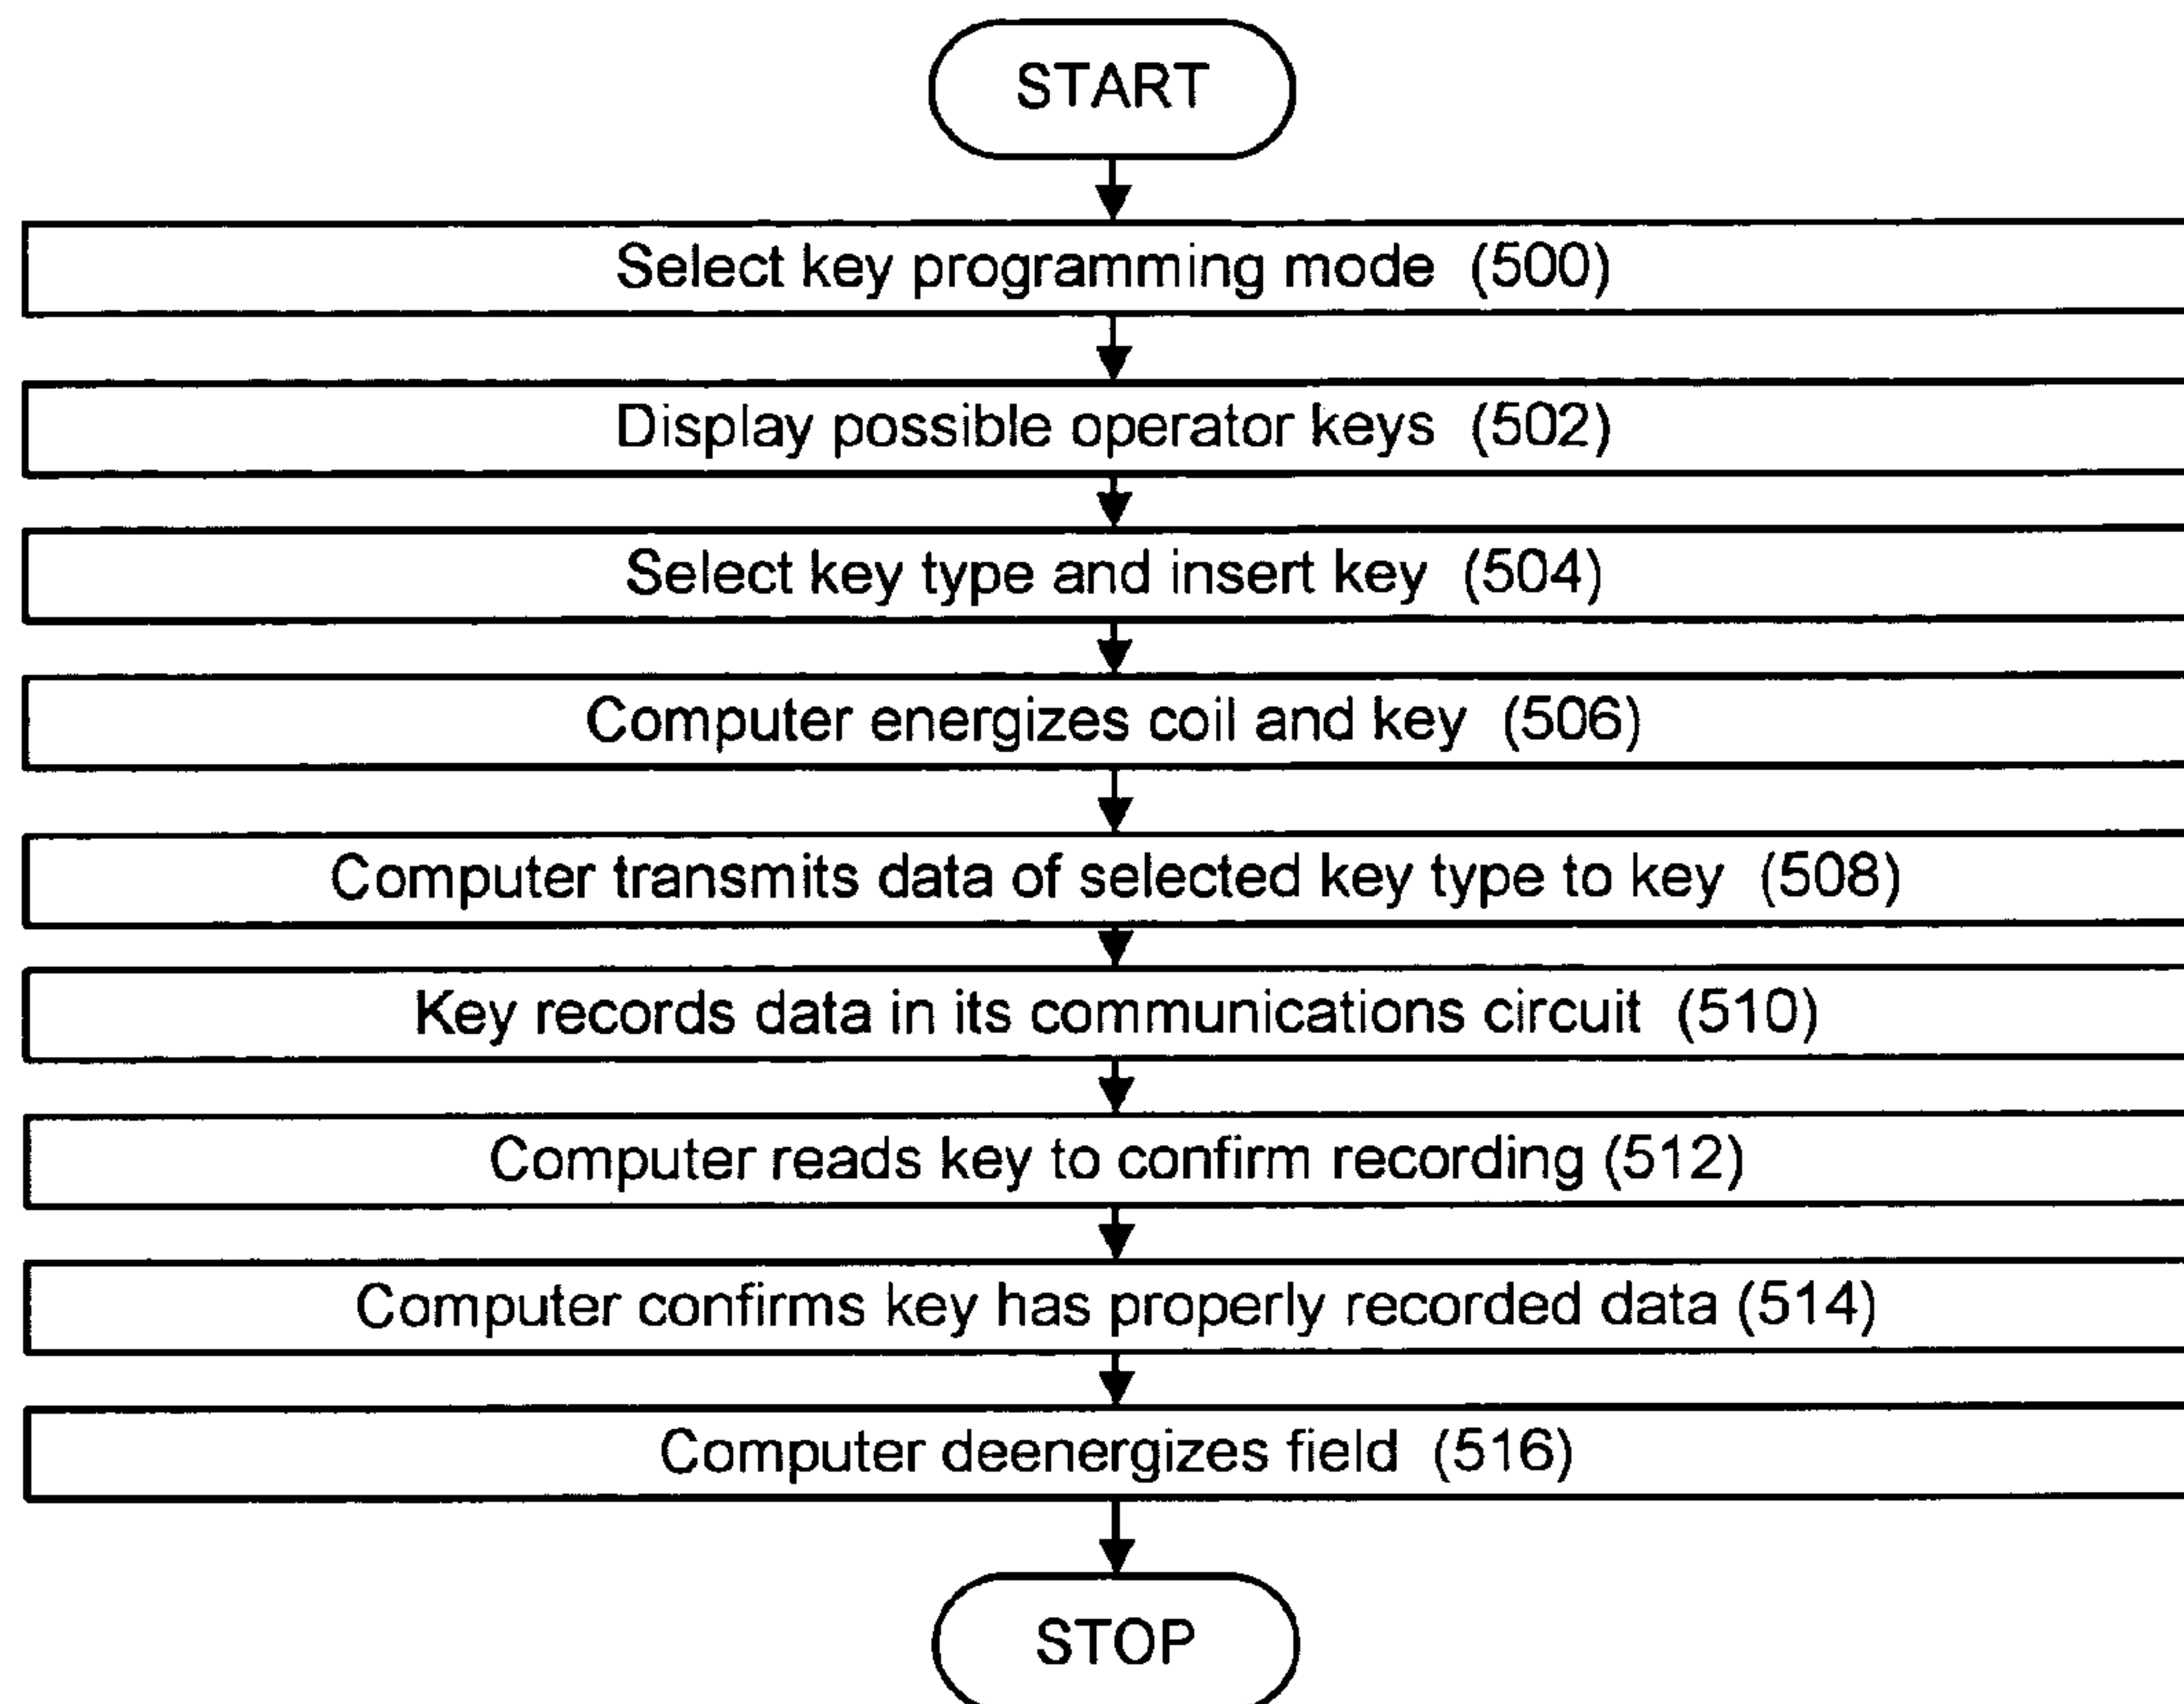 START
Select key programming mode (500)
Display possible operator keys (502)
Select key type and insert key (504)
Computer energizes coil and key (506)
Computer transmits data of selected key type to key (508)
Key records data in its communications circuit (510)
Computer reads key to confirm recording (512)
Computer confirms key has properly recorded data (514)
Computer deenergizes field (516)
STOP